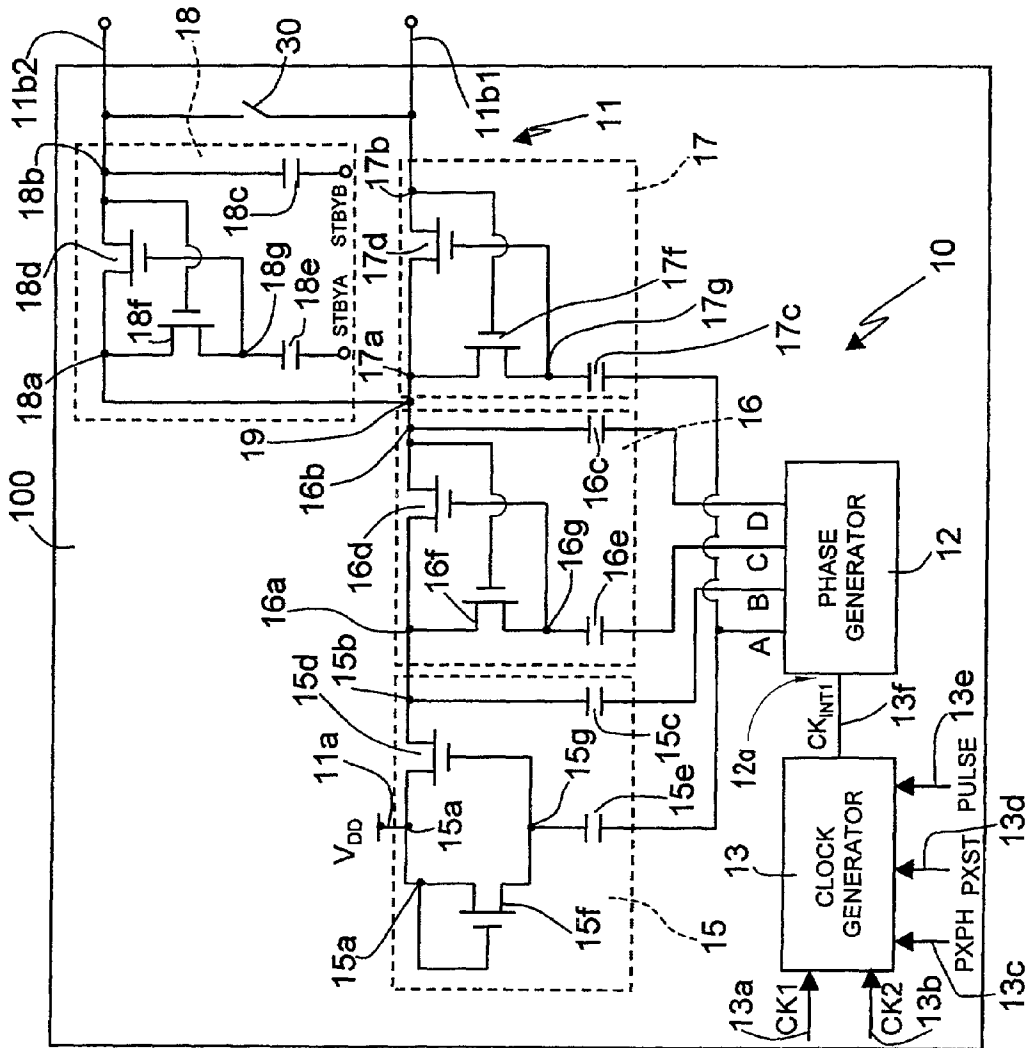 100
11b2
18
30
11b1
11
18b
18c
STBYB
17b
17
18d
18g
18e
17d
17f
10
18f
STBYA
17g
17c
18a
17a
19
16
16b
16c
16d
16f
16g
16e
D
C
B
A
PHASE
GENERATOR
12
16a
15b
15d
11a
15c
15g
15e
12a
CKINT1
13f
VDD
15a
15a
15f
15
13
CLOCK
GENERATOR
13e
PULSE
13d
PXST
PXPH
13c
CK1
13a
CK2
13b